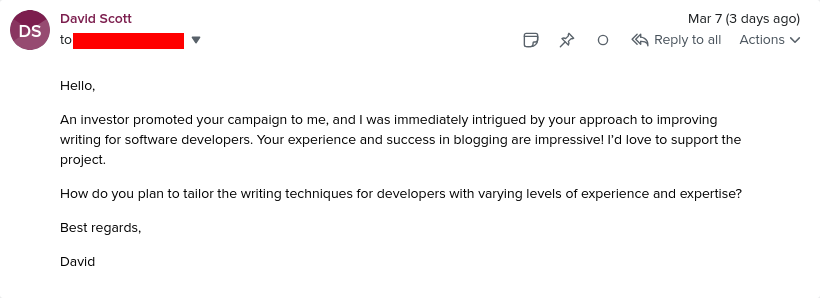 DS
David Scott
Mar 7 (3 days ago)
to
Reply to all
Actions
Hello,
An investor promoted your campaign to me, and I was immediately intrigued by your approach to improving
writing for software developers. Your experience and success in blogging are impressive! I'd love to support the
project.
How do you plan to tailor the writing techniques for developers with varying levels of experience and expertise?
Best regards,
David